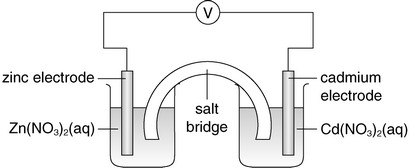 V
zinc electrode
cadmium
electrode
salt
bridge
Zn(NO₃)₂(aq)
Cd(NO₃)₂(aq)